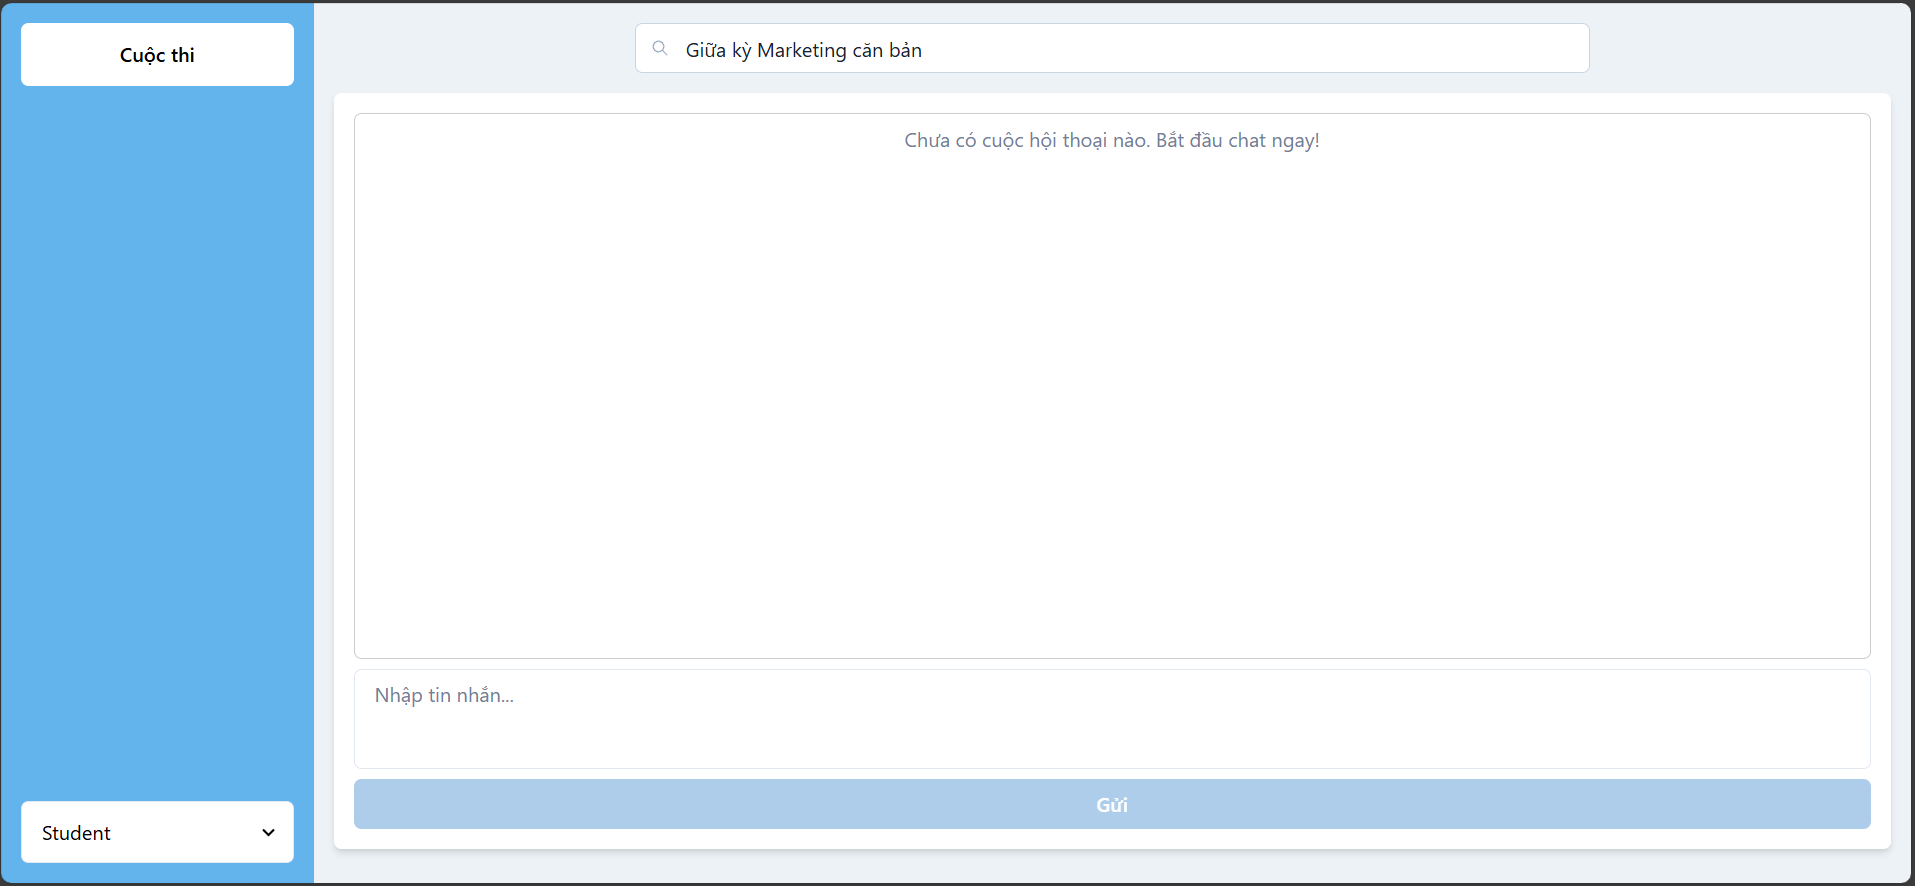 Cuộc thi
Giữa kỳ Marketing căn bản
Chưa có cuộc hội thoại nào. Bắt đầu chat ngay!
Nhập tin nhắn...
Gửi
Student